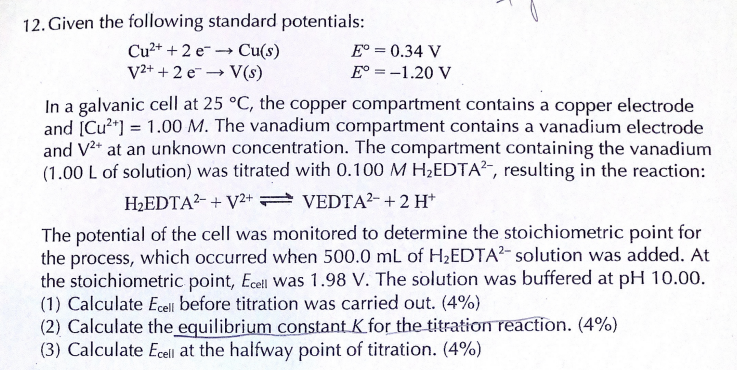 12. Given the following standard potentials:
Cu²⁺ + 2 e⁻ → Cu(s) E° = 0.34 V
V²⁺ + 2 e⁻ → V(s) E° = –1.20 V
In a galvanic cell at 25 °C, the copper compartment contains a copper electrode
and [Cu²⁺] = 1.00 M. The vanadium compartment contains a vanadium electrode
and V²⁺ at an unknown concentration. The compartment containing the vanadium
(1.00 L of solution) was titrated with 0.100 M H₂EDTA²⁻, resulting in the reaction:
H₂EDTA²⁻ + V²⁺ ⇌ VEDTA²⁻ + 2 H⁺
The potential of the cell was monitored to determine the stoichiometric point for
the process, which occurred when 500.0 mL of H₂EDTA²⁻ solution was added. At
the stoichiometric point, Ecell was 1.98 V. The solution was buffered at pH 10.00.
(1) Calculate Ecell before titration was carried out. (4%)
(2) Calculate the equilibrium constant K for the titration reaction. (4%)
(3) Calculate Ecell at the halfway point of titration. (4%)